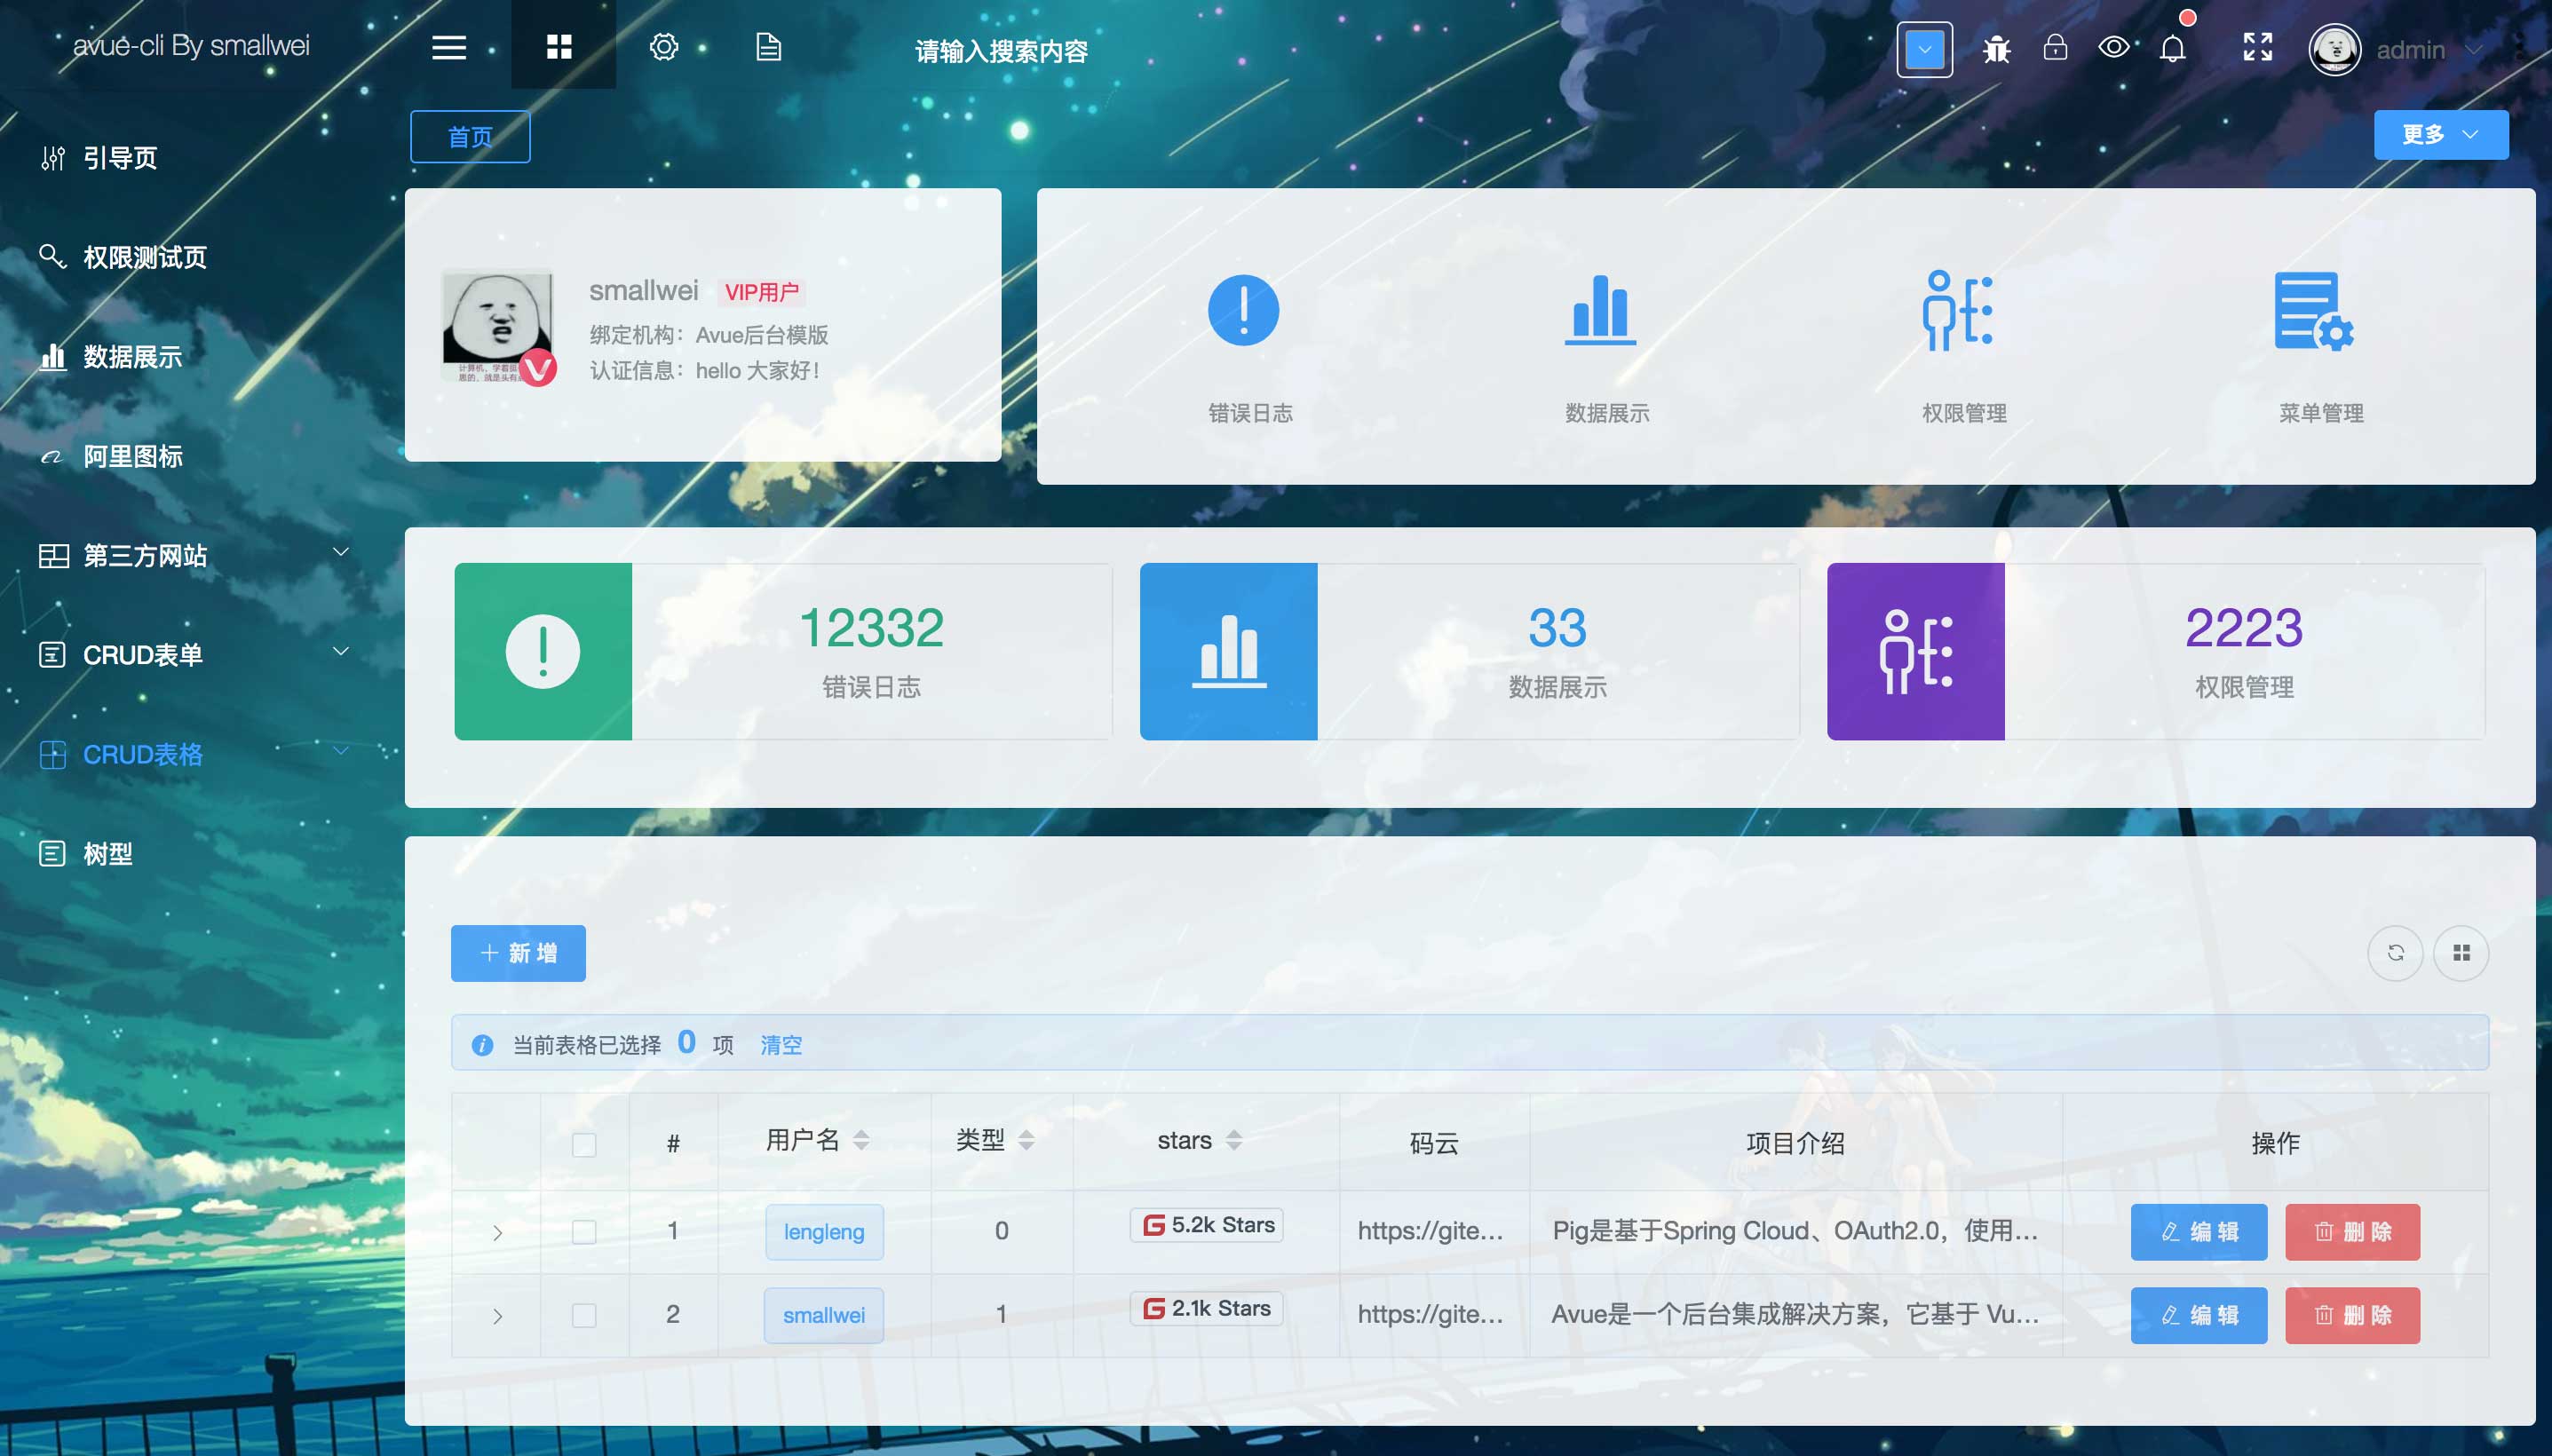 avue-cli By smallwei
请输入搜索内容
admin
首页
更多
引导页
权限测试页
数据展示
阿里图标
第三方网站
CRUD表单
CRUD表格
树型
smallwei VIP用户
绑定机构：Avue后台模版
认证信息：hello 大家好！
错误日志 数据展示 权限管理 菜单管理
12332
错误日志
33
数据展示
2223
权限管理
新增
当前表格已选择 0 项 清空
# 用户名 类型 stars 码云 项目介绍 操作
1 lengleng 0 G 5.2k Stars https://gite... Pig是基于Spring Cloud、OAuth2.0，使用... 编辑 删除
2 smallwei 1 G 2.1k Stars https://gite... Avue是一个后台集成解决方案，它基于 Vu... 编辑 删除